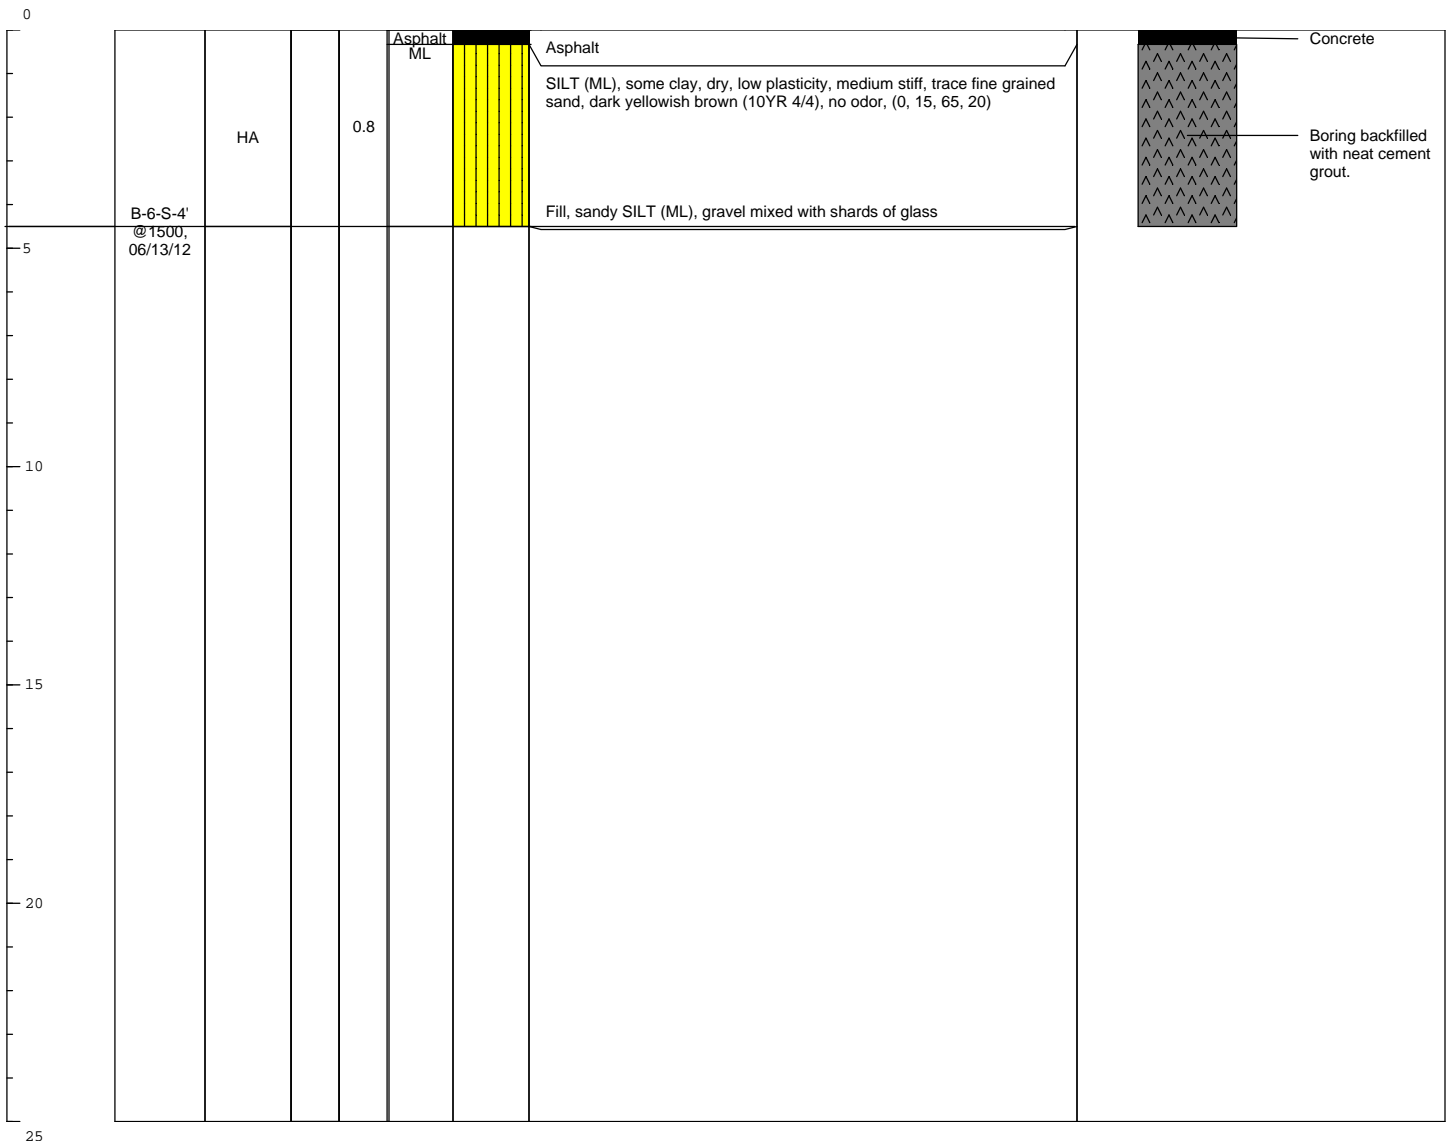 0
Asphalt
ML
Asphalt
Concrete
SILT (ML), some clay, dry, low plasticity, medium stiff, trace fine grained
sand, dark yellowish brown (10YR 4/4), no odor, (0, 15, 65, 20)
HA
0.8
Boring backfilled
with neat cement
grout.
B-6-S-4'
@1500,
06/13/12
Fill, sandy SILT (ML), gravel mixed with shards of glass
5
10
15
20
25